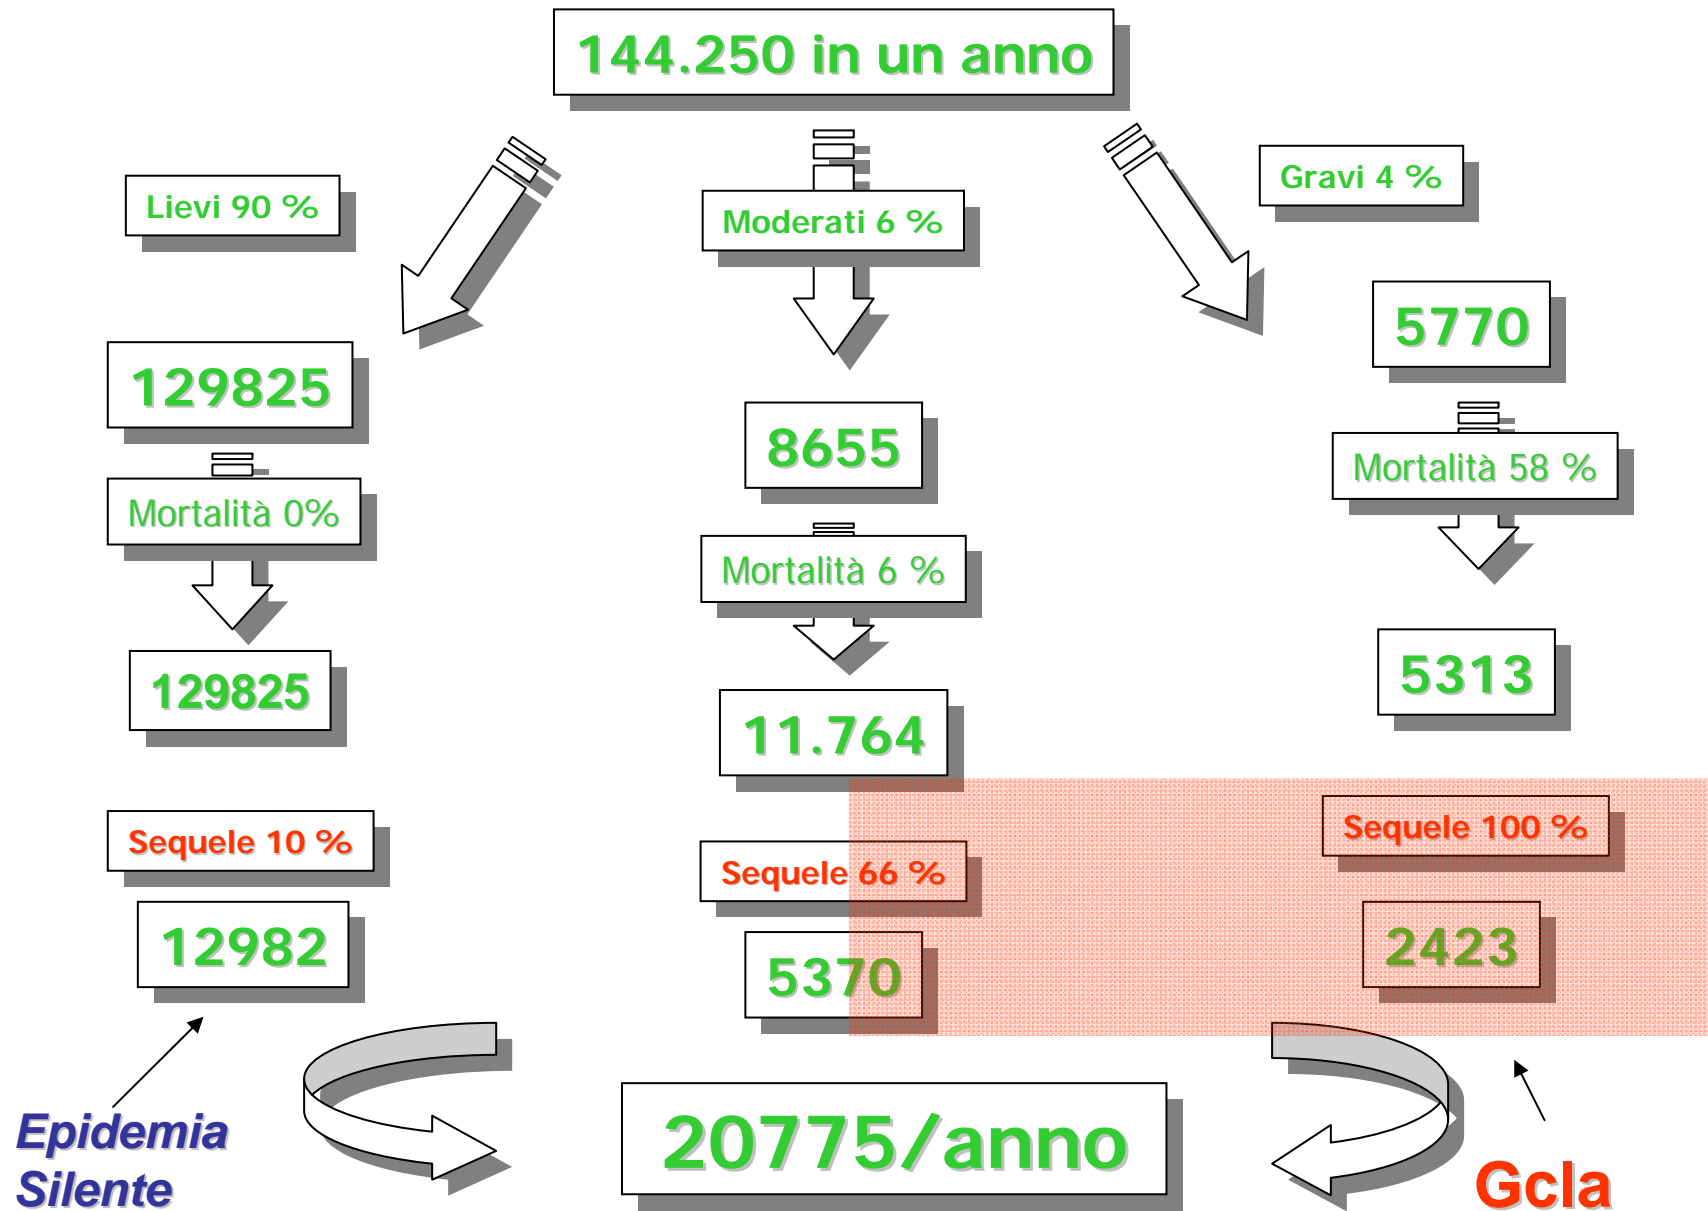 144.250 in un anno
Lievi 90 %
Moderati 6 %
Gravi 4 %
129825
8655
5770
Mortalità 0%
Mortalità 6 %
Mortalità 58 %
129825
11.764
5313
Sequele 10 %
Sequele 66 %
Sequele 100 %
12982
5370
2423
20775/anno
Epidemia
Silente
Gcla